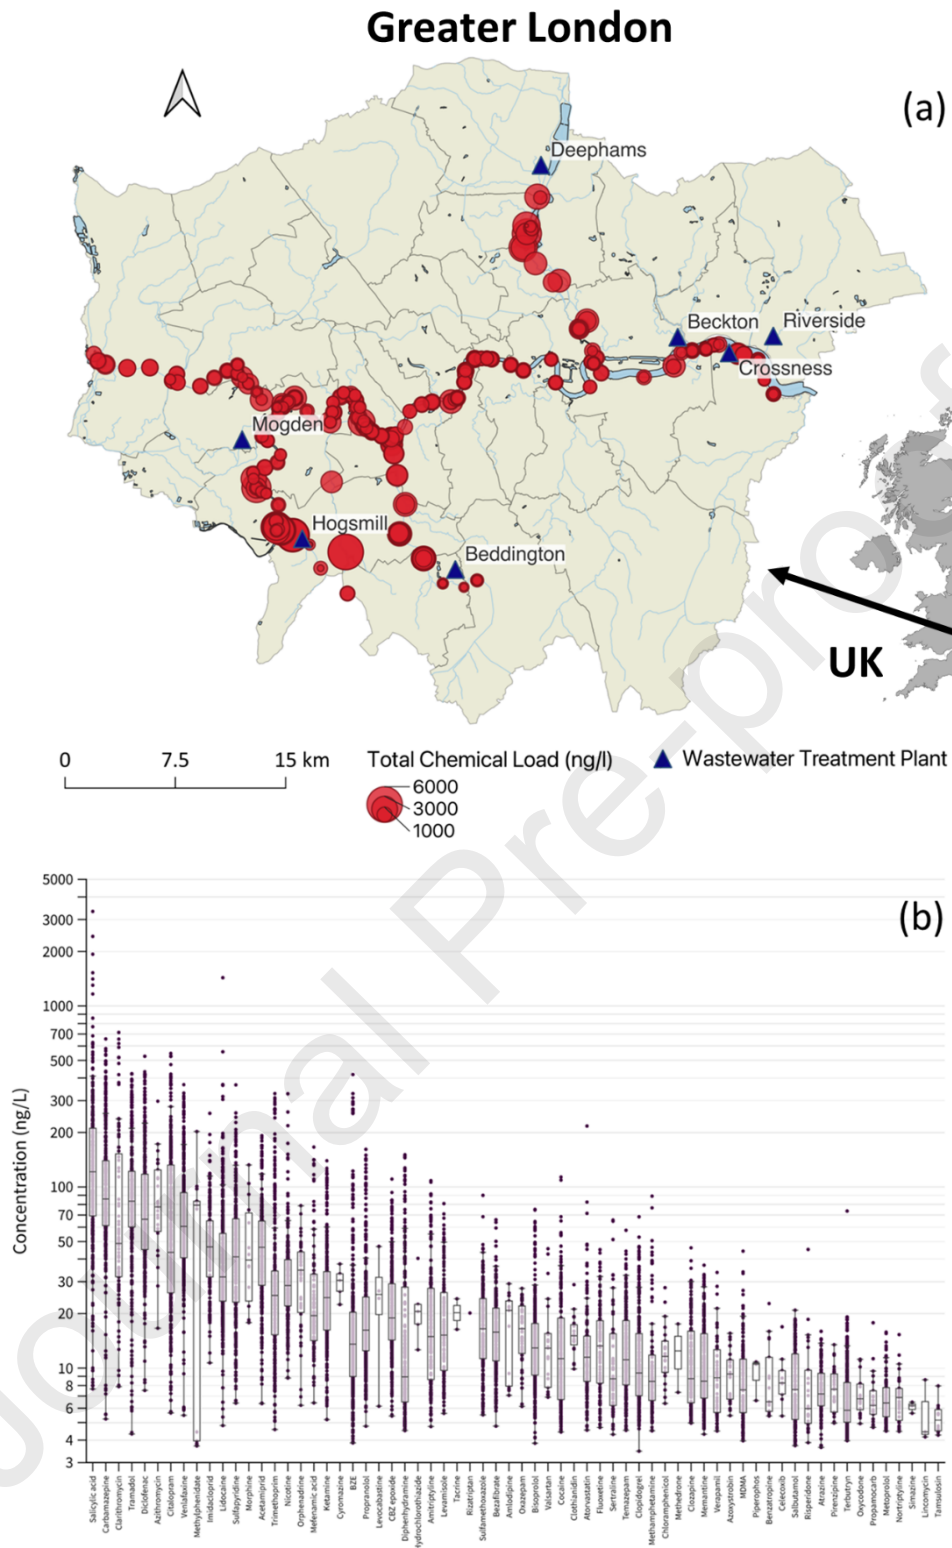 Greater London
(a)
Deephams
Beckton
Riverside
Crossness
Mogden
Hogsmill
Beddington
UK
0 7.5 15 km
Total Chemical Load (ng/l)
6000
3000
1000
Wastewater Treatment Plant
Journal Pre-proof
(b)
Concentration (ng/L)
5000
3000
2000
1000
700
500
300
200
100
70
50
30
20
10
8
6
4
3
Salicylic acid
Carbamazepine
Clarithromycin
Tramadol
Diclofenac
Azithromycin
Citalopram
Venlafaxine
Methylphenidate
Imidacloprid
Lidocaine
Sulfapyridine
Morphine
Acetamiprid
Trimethoprim
Nicotine
Orphenadrine
Mefenamic acid
Ketamine
Cyromazine
BZE
Propranolol
Levocabastine
CBZ epoxide
Diphenhydramine
Hydrochlorothiazide
Amitriptyline
Levamisole
Tacrine
Rizatriptan
Sulfamethoxazole
Bezafibrate
Amlodipine
Oxazepam
Bisoprolol
Valsartan
Cocaine
Clonanidin
Atorvastatin
Fluoxetine
Sertraline
Temazepam
Clopidogrel
Methamphetamine
Chloramphenicol
Methedrone
Clozapine
Memantine
Verapamil
Azoxystrobin
MDMA
Piperophos
Benzatropine
Celecoxib
Salbutamol
Risperidone
Atrazine
Pirenzipine
Terbutryn
Oxycodone
Propamocarb
Metoprolol
Nortriptyline
Simazine
Lincomycin
Tamsulosin